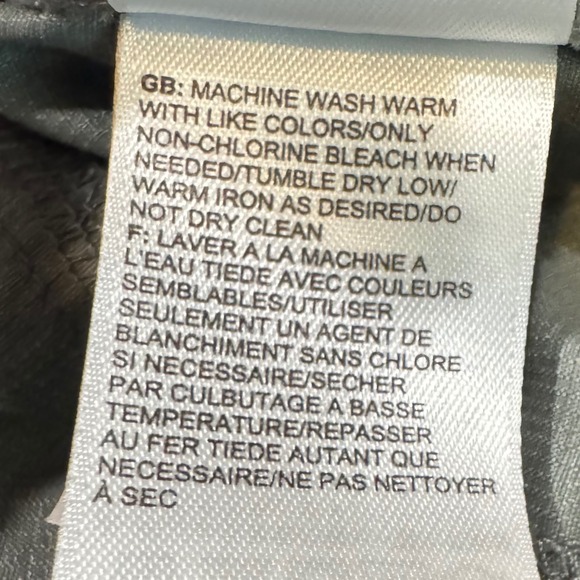 GB: MACHINE WASH WARM
WITH LIKE COLORS/ONLY
NON-CHLORINE BLEACH WHEN
NEEDED/TUMBLE DRY LOW/
WARM IRON AS DESIRED/DO
NOT DRY CLEAN
F: LAVER A LA MACHINE A
L'EAU TIEDE AVEC COULEURS
SEMBLABLES/UTILISER
SEULEMENT UN AGENT DE
BLANCHIMENT SANS CHLORE
SI NECESSAIRE/SECHER
PAR CULBUTAGE A BASSE
TEMPERATURE/REPASSER
AU FER TIEDE AUTANT QUE
NECESSAIRE/NE PAS NETTOYER
À SEC